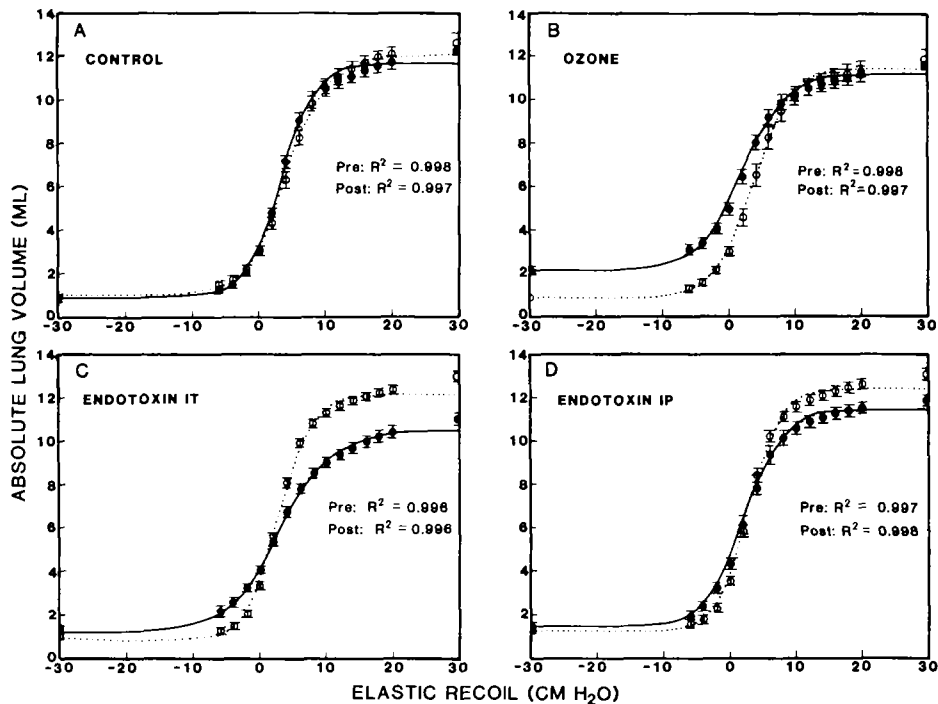 A
CONTROL
Pre: R² = 0.998
Post: R² = 0.997
14
12
10
8
6
4
2
0
-30 -20 -10 0 10 20 30
B
OZONE
Pre: R²=0.998
Post: R²=0.997
14
12
10
8
6
4
2
0
-30 -20 -10 0 10 20 30
C
ENDOTOXIN IT
Pre: R² = 0.996
Post: R² = 0.996
14
12
10
8
6
4
2
0
-30 -20 -10 0 10 20 30
D
ENDOTOXIN IP
Pre: R² = 0.997
Post: R² = 0.998
14
12
10
8
6
4
2
0
-30 -20 -10 0 10 20 30
ABSOLUTE LUNG VOLUME (ML)
ELASTIC RECOIL (CM H₂O)